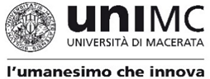 unimc
UNIVERSITÀ DI MACERATA
l'umanesimo che innova